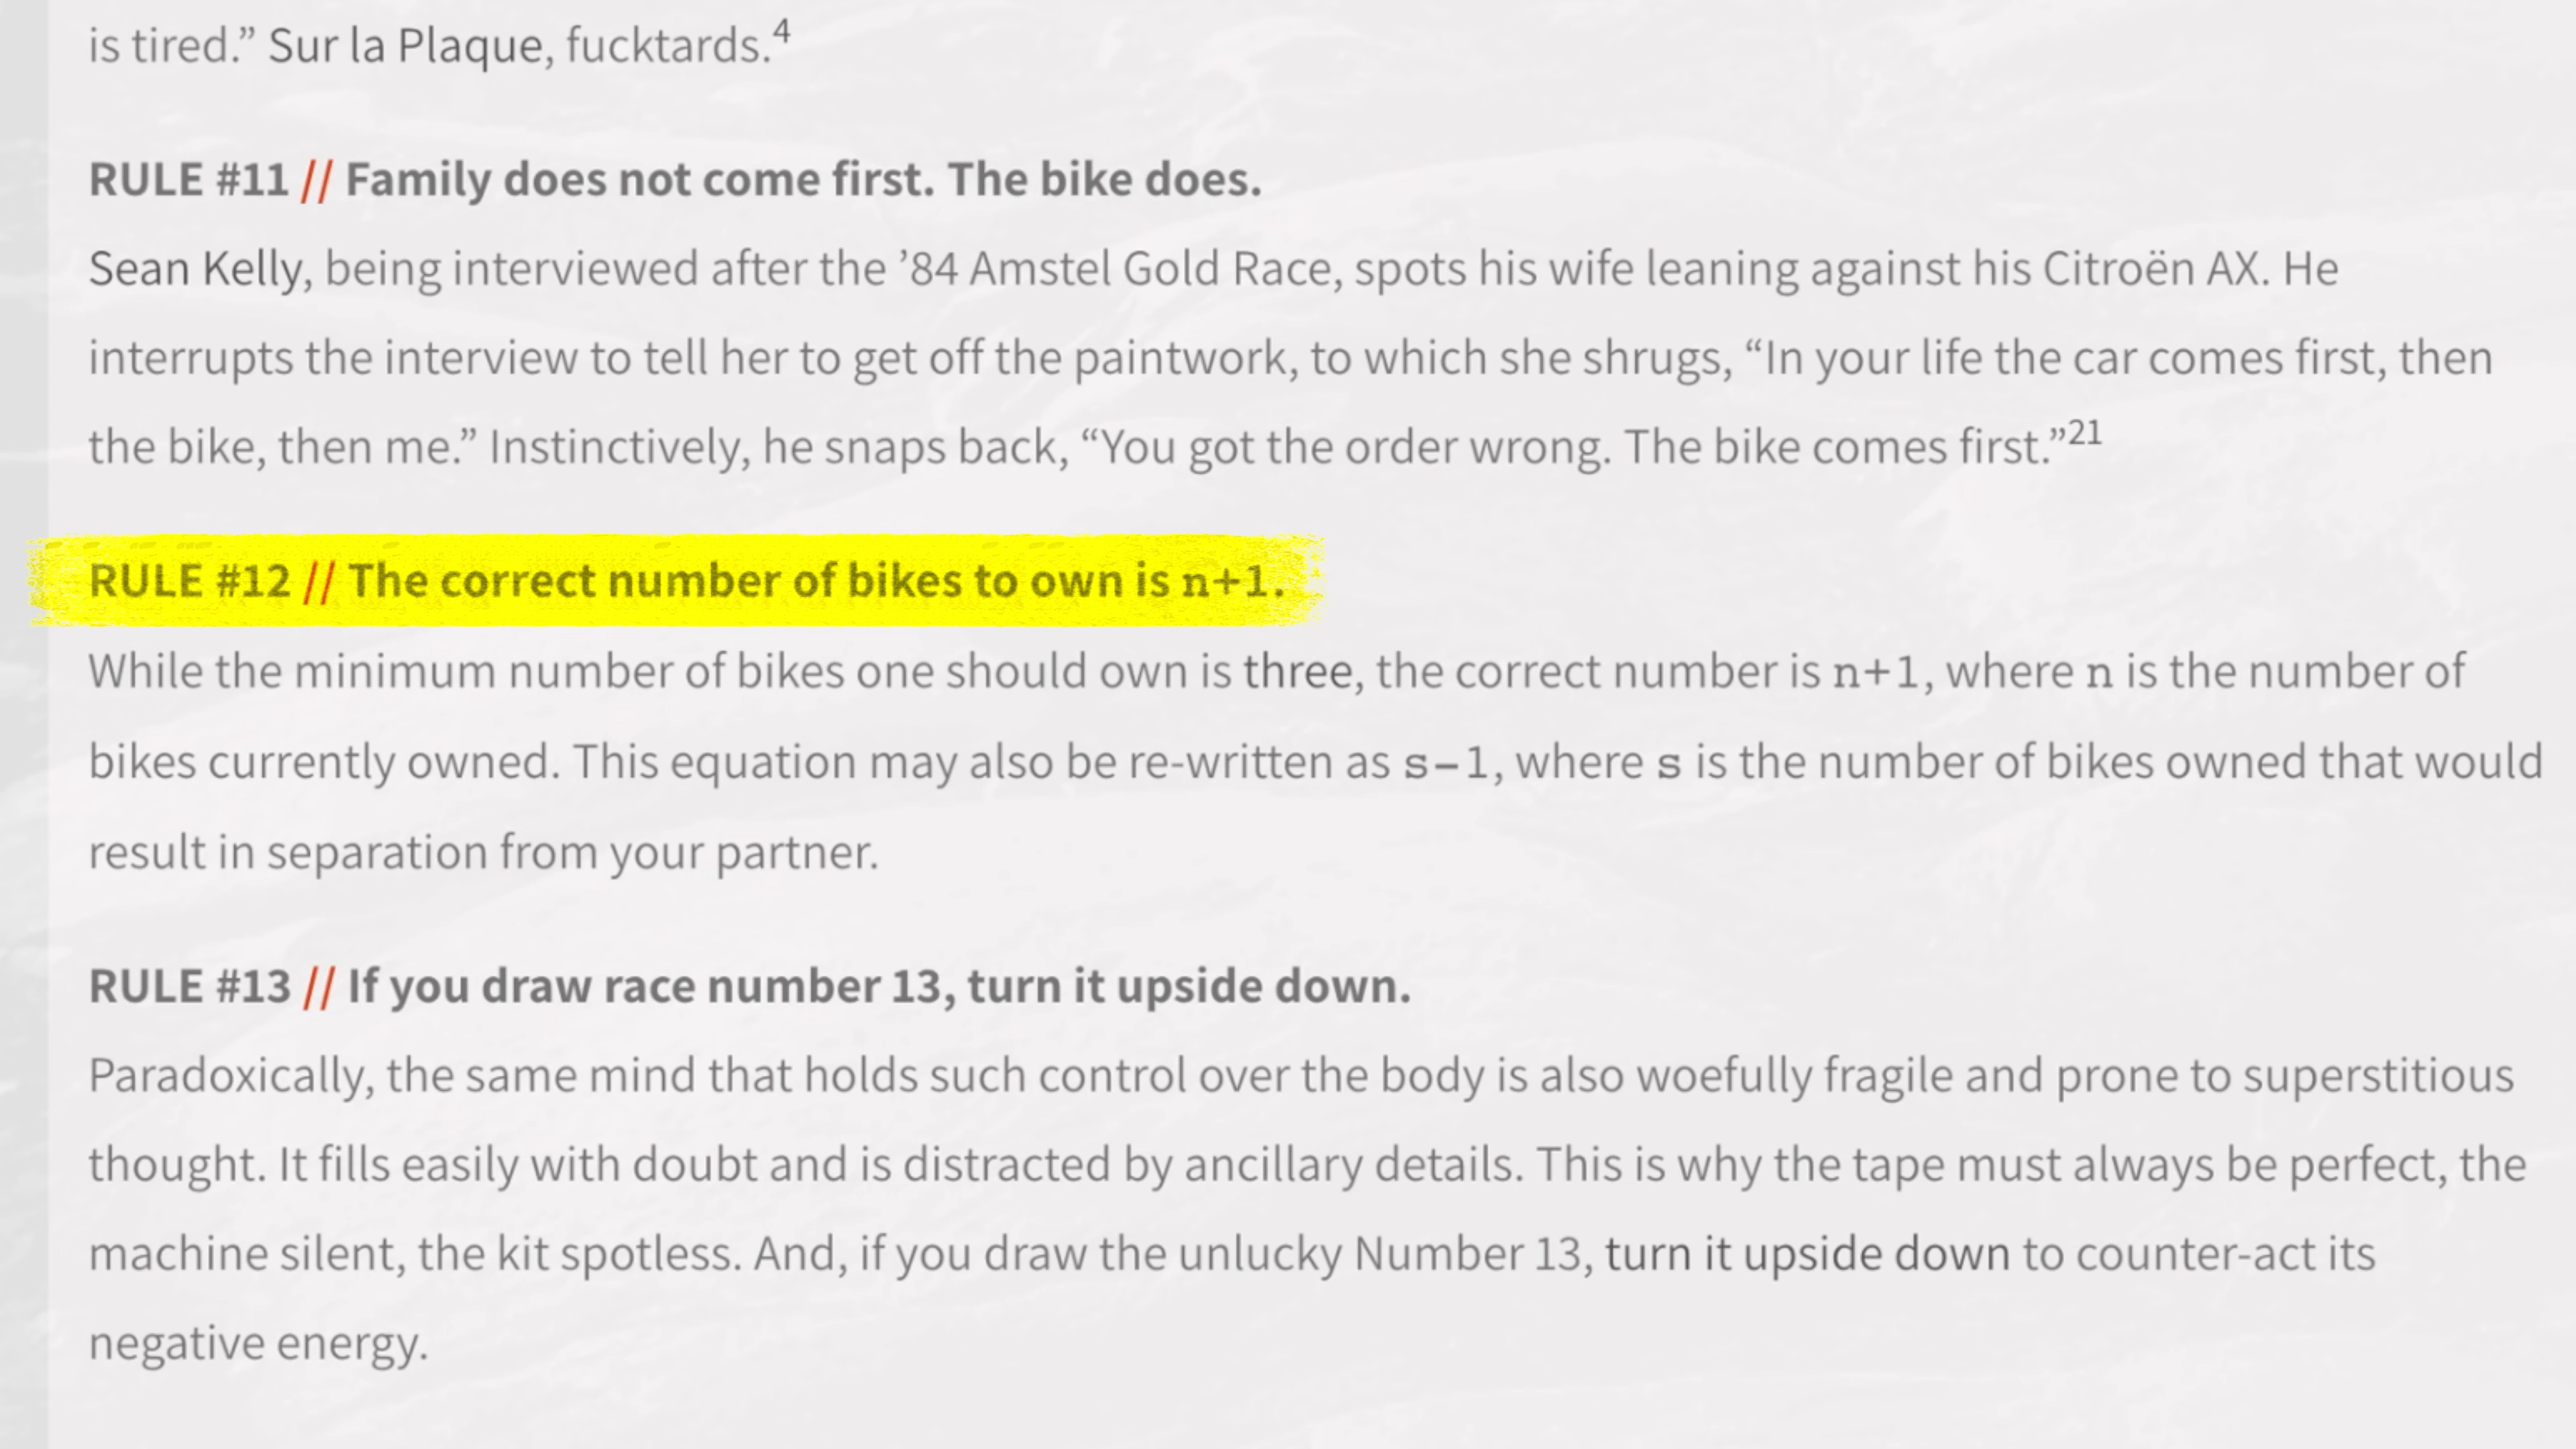 is tired.” Sur la Plaque, fucktards.4
RULE #11 // Family does not come first. The bike does.
Sean Kelly, being interviewed after the ’84 Amstel Gold Race, spots his wife leaning against his Citroën AX. He
interrupts the interview to tell her to get off the paintwork, to which she shrugs, “In your life the car comes first, then
the bike, then me.” Instinctively, he snaps back, “You got the order wrong. The bike comes first.”21
RULE #12 // The correct number of bikes to own is n+1.
While the minimum number of bikes one should own is three, the correct number is n+1, where n is the number of
bikes currently owned. This equation may also be re-written as s-1, where s is the number of bikes owned that would
result in separation from your partner.
RULE #13 // If you draw race number 13, turn it upside down.
Paradoxically, the same mind that holds such control over the body is also woefully fragile and prone to superstitious
thought. It fills easily with doubt and is distracted by ancillary details. This is why the tape must always be perfect, the
machine silent, the kit spotless. And, if you draw the unlucky Number 13, turn it upside down to counter-act its
negative energy.